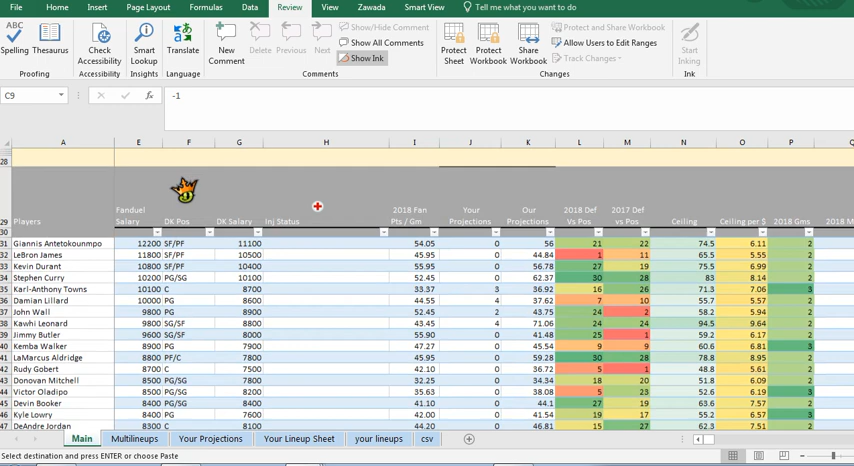 File Home Insert Page Layout Formulas Data Review View Zawada Smart View Tell me what you want to do
ABC
Spelling Thesaurus Check Accessibility Smart Lookup Translate New Comment Delete Previous Next Show/Hide Comment Show All Comments Show Ink Protect Sheet Protect Workbook Share Workbook Protect and Share Workbook Allow Users to Edit Ranges Track Changes Start Inking
Proofing Accessibility Insights Language Comments Changes Ink
C9 fx -1
A E F G H I J K L M N O P
28
Fanduel 2018 Fan Your Our 2018 Def 2017 Def
29 Players Salary DK Pos DK Salary Inj Status Pts / Gm Projections Projections Vs Pos vs Pos Ceiling Ceiling per $ 2018 Gms 2018 M
30
31 Giannis Antetokounmpo 12200 SF/PF 11100 54.05 0 56 21 22 74.5 6.11 2
32 LeBron James 11800 SF/PF 10500 45.95 0 44.84 1 11 65.5 5.55 2
33 Kevin Durant 10800 SF/PF 10400 55.95 0 56.78 27 19 75.5 6.99 2
34 Stephen Curry 10200 PG/SG 10100 52.45 0 62.37 30 28 83 8.14 2
35 Karl-Anthony Towns 10100 C 8700 33.37 3 36.92 16 26 71.3 7.06 3
36 Damian Lillard 10000 PG 8600 44.55 4 37.62 7 10 55.7 5.57 2
37 John Wall 9800 PG 8900 52.45 2 43.75 24 2 58.2 5.94 2
38 Kawhi Leonard 9800 SG/SF 8800 43.45 4 71.06 24 24 94.5 9.64 2
39 Jimmy Butler 9600 SG/SF 8000 55.90 0 41.48 25 1 59.2 6.17 2
40 Kemba Walker 8900 PG 7900 47.27 0 45.54 9 9 60.6 6.81 3
41 LaMarcus Aldridge 8800 PF/C 7800 45.95 0 59.28 30 28 78.8 8.95 2
42 Rudy Gobert 8700 C 7500 42.10 0 36.72 5 1 48.8 5.61 2
43 Donovan Mitchell 8500 PG/SG 7800 32.25 0 34.34 18 20 51.8 6.09 2
44 Victor Oladipo 8500 PG/SG 8200 35.63 0 38.08 5 23 52.6 6.19 3
45 Devin Booker 8400 PG/SG 7800 41.10 0 44.1 27 19 63.6 7.57 2
46 Kyle Lowry 8400 PG 7600 42.00 0 41.54 19 17 55.2 6.57 3
47 DeAndre Jordan 8300 C 7100 44.20 0 46.81 15 27 62.3 7.51 2
Main Multilineups Your Projections Your Lineup Sheet your lineups csv
Select destination and press ENTER or choose Paste